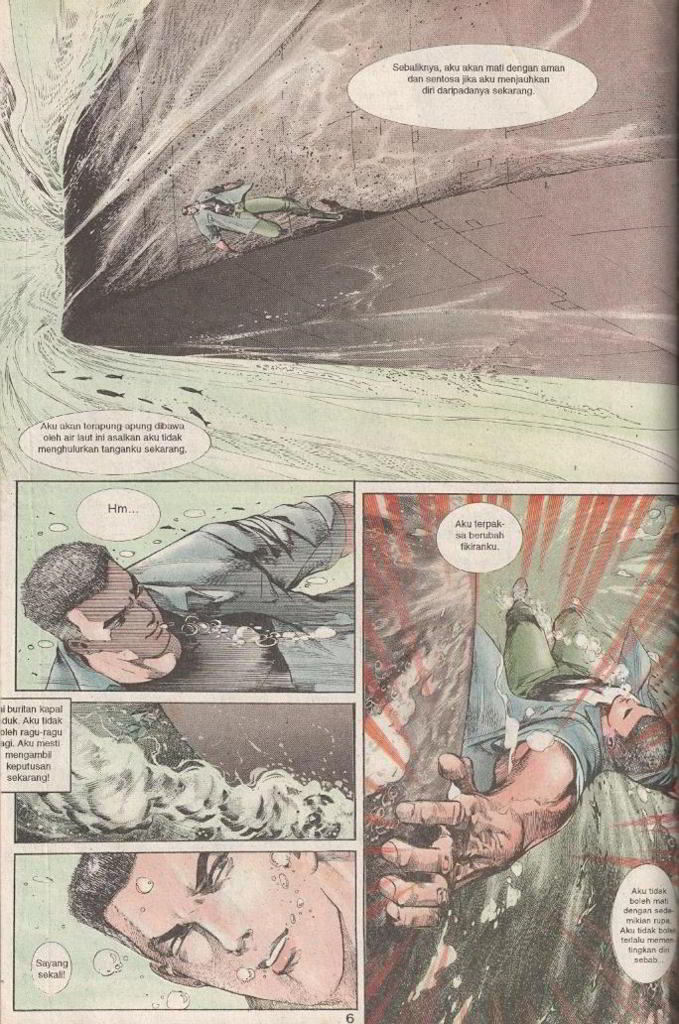 Sebaliknya, aku akan mati dengan aman
dan sentosa jika aku menjauhkan
diri daripadanya sekarang.
Aku akan terapung-apung dibawa
oleh air laut ini asalkan aku tidak
menghulurkan tanganku sekarang.
Hm...
buritan kapal
Aku tidak
ragu-ragu
Aku mesti
mengambil
keputusan
sekarang!
Sayang
sekali!
Aku terpak-
sa berubah
fikiranku.
Aku tidak
boleh mati
dengan sede-
mikian rupa.
Aku tidak
terlalu
tingkan diri
sebab...
6